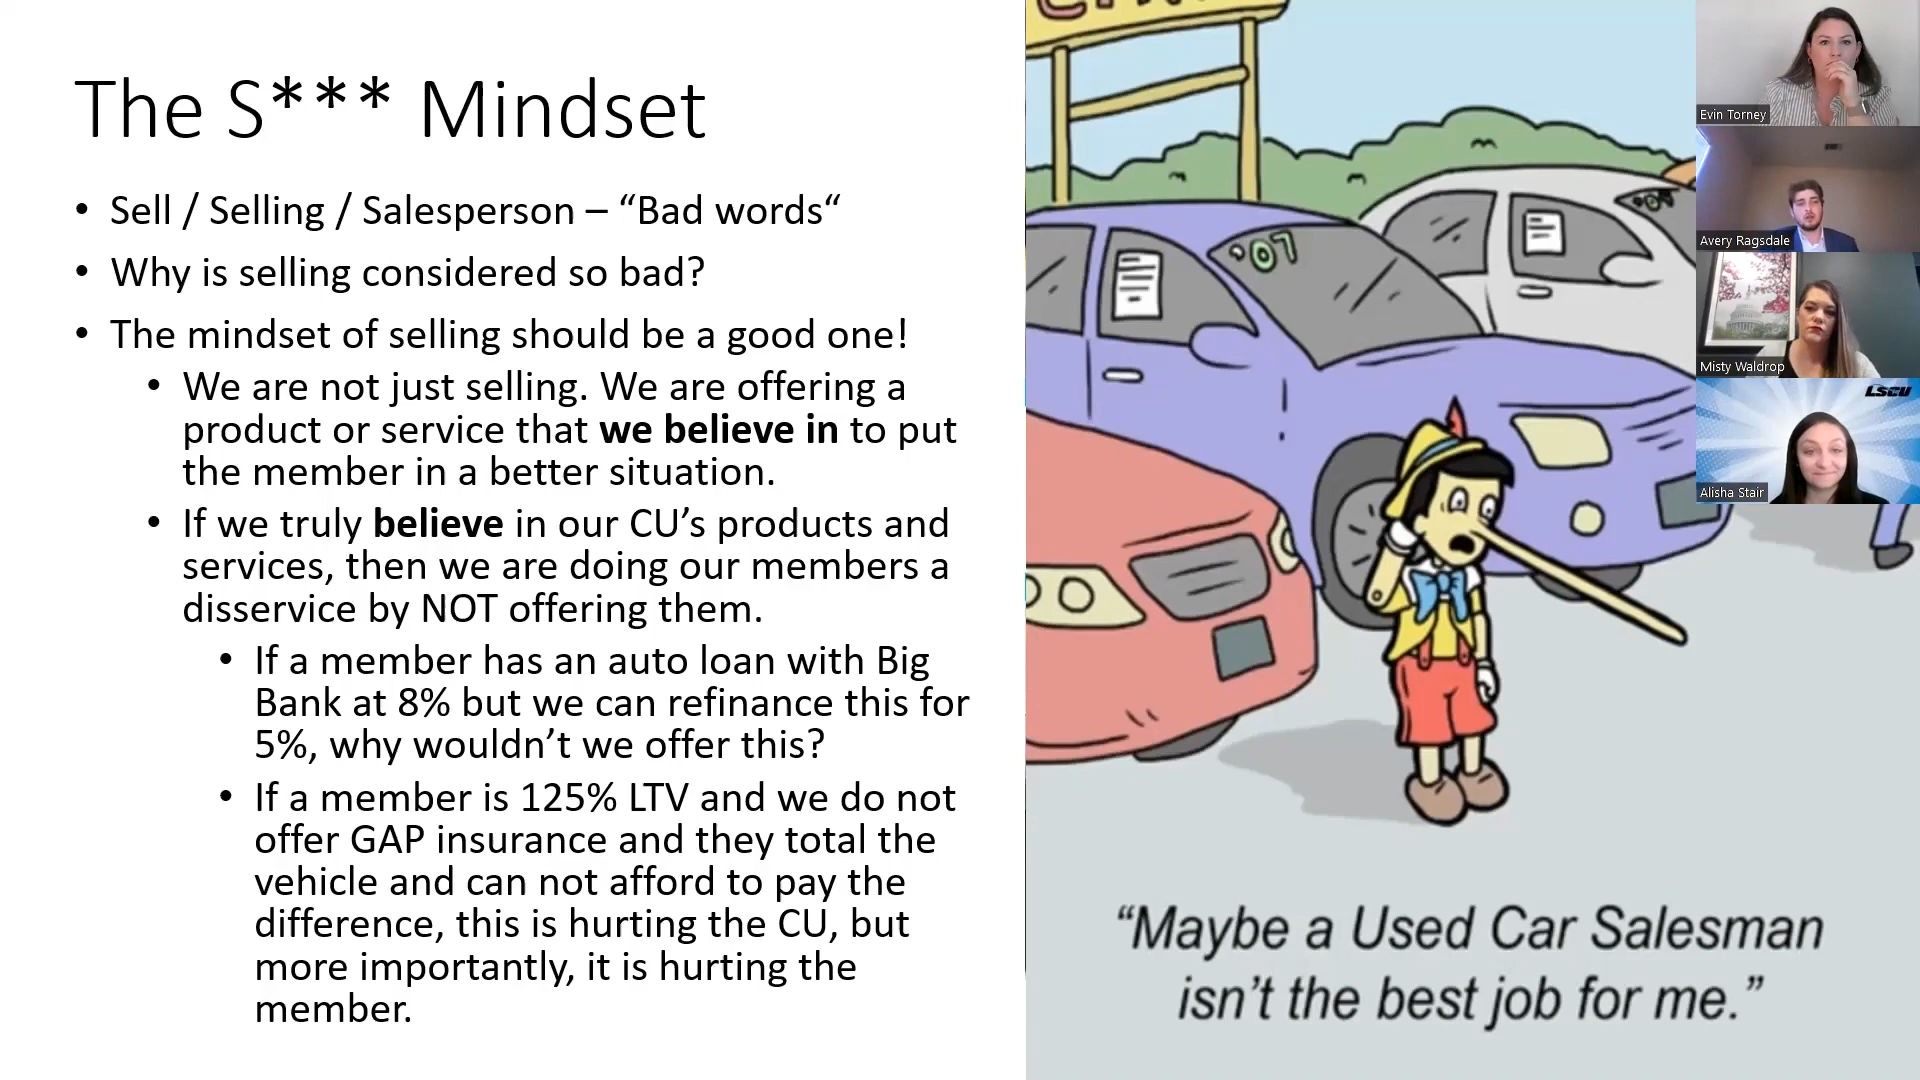 The S*** Mindset
• Sell / Selling / Salesperson – “Bad words“
• Why is selling considered so bad?
• The mindset of selling should be a good one!
• We are not just selling. We are offering a
product or service that we believe in to put
the member in a better situation.
• If we truly believe in our CU’s products and
services, then we are doing our members a
disservice by NOT offering them.
• If a member has an auto loan with Big
Bank at 8% but we can refinance this for
5%, why wouldn’t we offer this?
• If a member is 125% LTV and we do not
offer GAP insurance and they total the
vehicle and can not afford to pay the
difference, this is hurting the CU, but
more importantly, it is hurting the
member.
'07
“Maybe a Used Car Salesman
isn’t the best job for me.”
Evin Torney
Avery Ragsdale
Misty Waldrop
LSCU
Alisha Stair